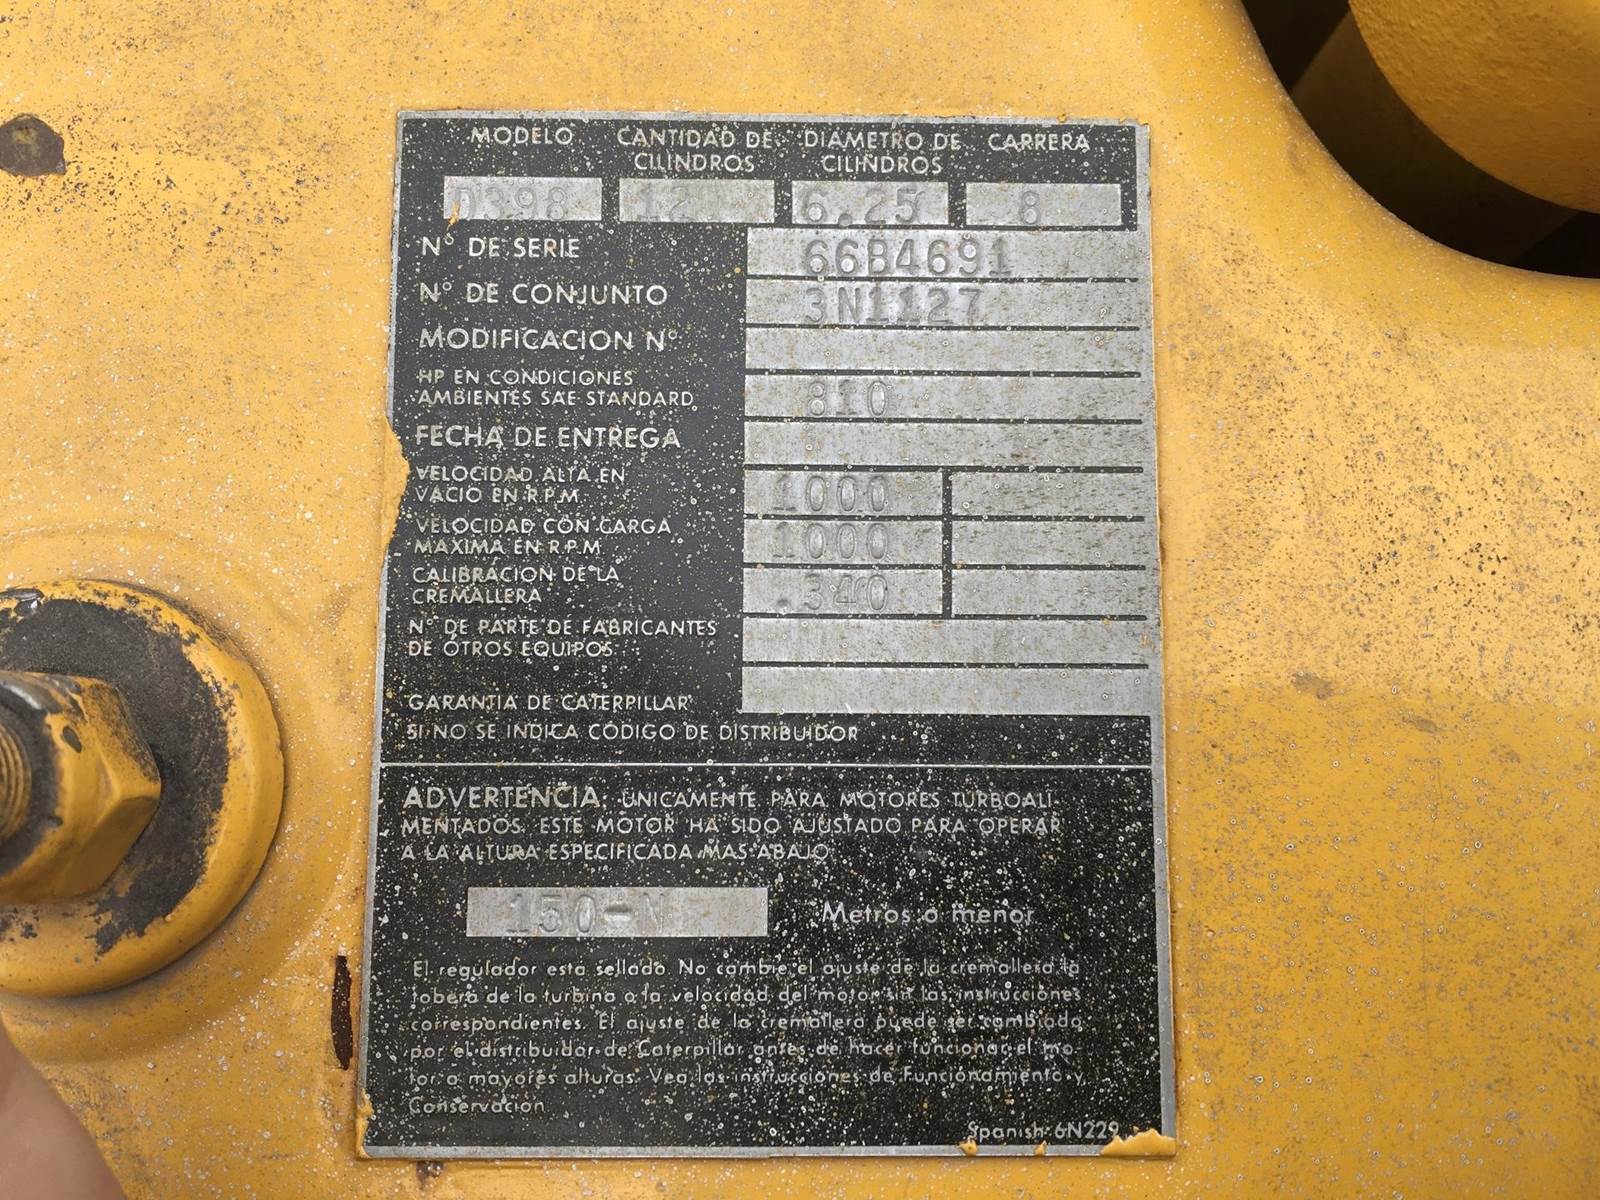 MODELO CANTIDAD DE CILINDROS DIAMETRO DE CILINDROS CARRERA
D398 12 6.25 8
Nº DE SERIE 66B4691
Nº DE CONJUNTO 3N1127
MODIFICACION Nº
HP EN CONDICIONES
AMBIENTES SAE STANDARD 810
FECHA DE ENTREGA
VELOCIDAD ALTA EN
VACIO EN R.P.M 1000
VELOCIDAD CON CARGA
MAXIMA EN R.P.M 1000
CALIBRACION DE LA
CREMALLERA .340
Nº DE PARTE DE FABRICANTES
DE OTROS EQUIPOS
GARANTIA DE CATERPILLAR
SI NO SE INDICA CODIGO DE DISTRIBUIDOR
ADVERTENCIA: UNICAMENTE PARA MOTORES TURBOALI-
MENTADOS. ESTE MOTOR HA SIDO AJUSTADO PARA OPERAR
A LA ALTURA ESPECIFICADA MAS ABAJO
150-N Metros o menor
El regulador esta sellado. No cambie el ajuste de la cremallera la
tobera de la turbina o la velocidad del motor sin las instrucciones
correspondientes. El ajuste de la cremallera puede ser cambiado
por el distribuidor de Caterpillar antes de hacer funcionar el mo-
tor a mayores alturas. Vea las instrucciones de Funcionamiento y
Conservacion
Spanish 6N229